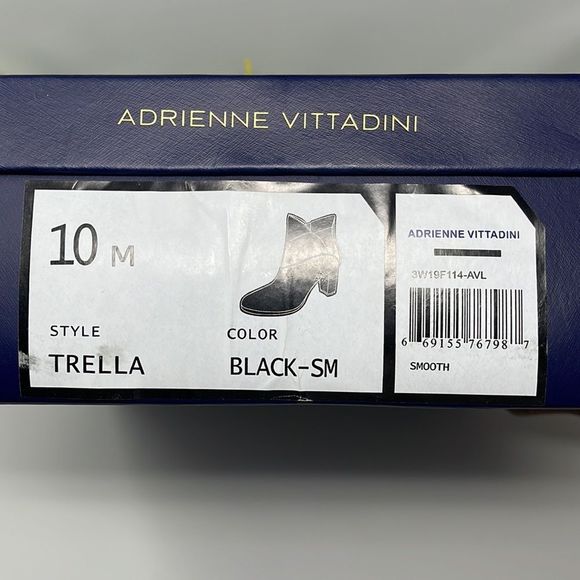 ADRIENNE VITTADINI
10 M
STYLE
TRELLA
COLOR
BLACK-SM
ADRIENNE VITTADINI
3W19F114-AVL
6 69155 76798 7
SMOOTH